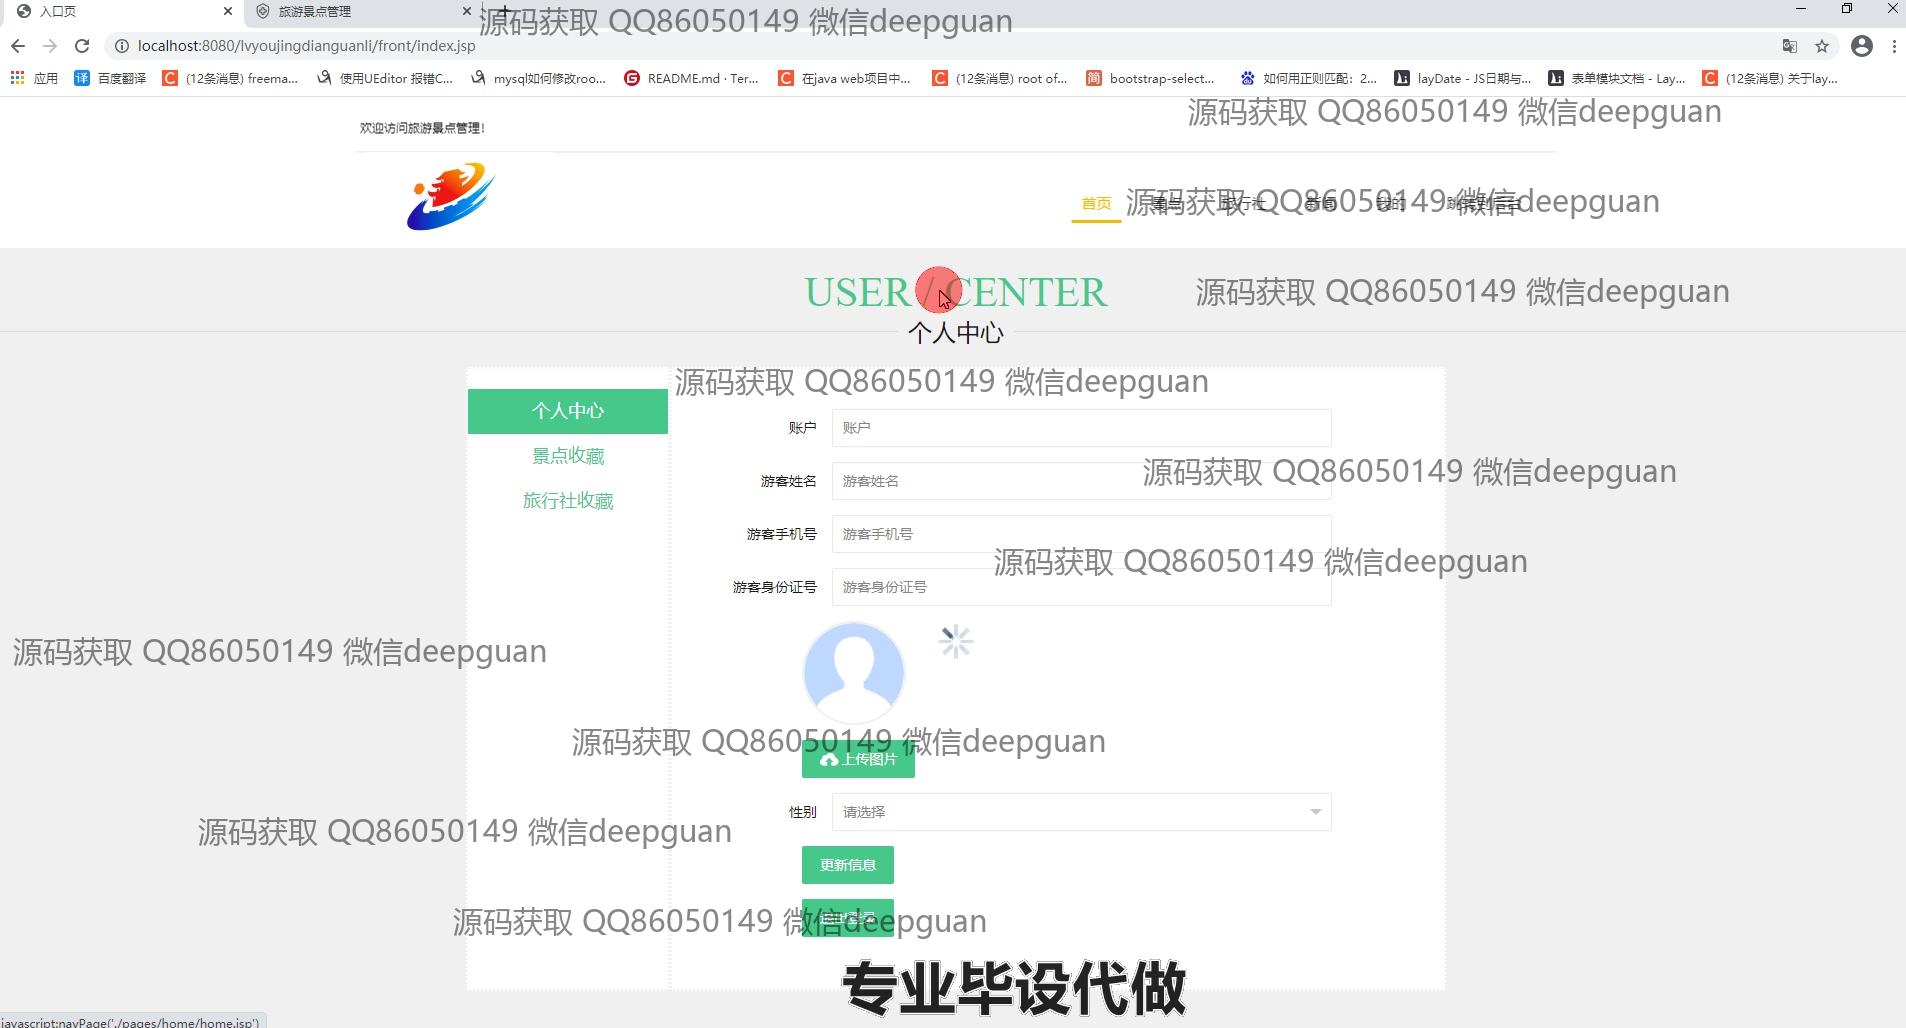 入口页
旅游景点管理
源码获取 QQ86050149 微信deepguan
localhost:8080/lvyoujingdianguanli/front/index.jsp
应用
译 百度翻译
(12条消息) freema...
使用UEditor 报错C...
mysql如何修改roo...
README.md · Ter...
在java web项目中...
(12条消息) root of...
简 bootstrap-select...
如何用正则匹配：2...
layDate - JS日期与...
表单模块文档 - Lay...
(12条消息) 关于lay...
源码获取 QQ86050149 微信deepguan
欢迎访问旅游景点管理！
首页
旅行社
源码获取 QQ86050149 微信deepguan
USER / CENTER
源码获取 QQ86050149 微信deepguan
个人中心
源码获取 QQ86050149 微信deepguan
个人中心
账户 账户
景点收藏
源码获取 QQ86050149 微信deepguan
游客姓名 游客姓名
旅行社收藏
游客手机号 游客手机号
源码获取 QQ86050149 微信deepguan
游客身份证号 游客身份证号
源码获取 QQ86050149 微信deepguan
源码获取 QQ86050149 微信deepguan
上传图片
性别 请选择
源码获取 QQ86050149 微信deepguan
更新信息
源码获取 QQ86050149 微信deepguan
专业毕设代做
javascript:navPage('./pages/home/home.jsp')